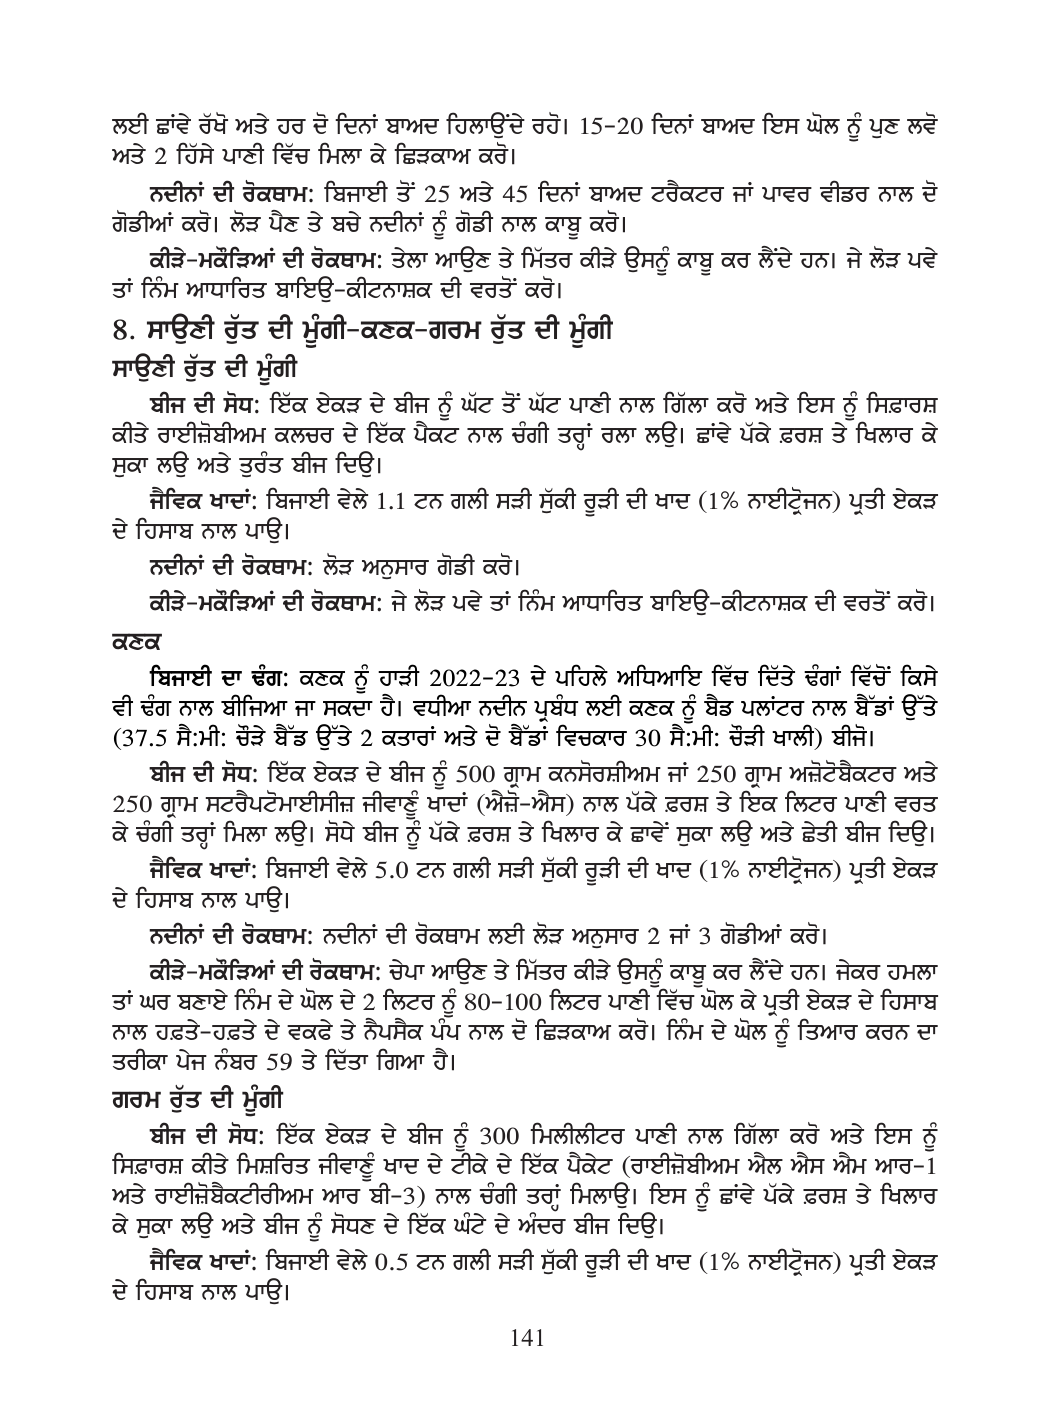 ਲਈ ਛਾਂਵੇ ਰੱਖੋ ਅਤੇ ਹਰ ਦੋ ਦਿਨਾਂ ਬਾਅਦ ਹਿਲਾਉਂਦੇ ਰਹੋ। 15-20 ਦਿਨਾਂ ਬਾਅਦ ਇਸ ਘੋਲ ਨੂੰ ਪੁਣ ਲਵੋ
ਅਤੇ 2 ਹਿੱਸੇ ਪਾਣੀ ਵਿੱਚ ਮਿਲਾ ਕੇ ਛਿੜਕਾਅ ਕਰੋ।
ਨਦੀਨਾਂ ਦੀ ਰੋਕਥਾਮ: ਬਿਜਾਈ ਤੋਂ 25 ਅਤੇ 45 ਦਿਨਾਂ ਬਾਅਦ ਟਰੈਕਟਰ ਜਾਂ ਪਾਵਰ ਵੀਡਰ ਨਾਲ ਦੋ
ਗੋਡੀਆਂ ਕਰੋ। ਲੋੜ ਪੈਣ ਤੇ ਬਚੇ ਨਦੀਨਾਂ ਨੂੰ ਗੋਡੀ ਨਾਲ ਕਾਬੂ ਕਰੋ।
ਕੀੜੇ-ਮਕੌੜਿਆਂ ਦੀ ਰੋਕਥਾਮ: ਤੇਲਾ ਆਉਣ ਤੇ ਮਿੱਤਰ ਕੀੜੇ ਉਸਨੂੰ ਕਾਬੂ ਕਰ ਲੈਂਦੇ ਹਨ। ਜੇ ਲੋੜ ਪਵੇ
ਤਾਂ ਨਿੰਮ ਆਧਾਰਿਤ ਬਾਇਉ-ਕੀਟਨਾਸ਼ਕ ਦੀ ਵਰਤੋਂ ਕਰੋ।
8. ਸਾਉਣੀ ਰੁੱਤ ਦੀ ਮੂੰਗੀ-ਕਣਕ-ਗਰਮ ਰੁੱਤ ਦੀ ਮੂੰਗੀ
ਸਾਉਣੀ ਰੁੱਤ ਦੀ ਮੂੰਗੀ
ਬੀਜ ਦੀ ਸੋਧ: ਇੱਕ ਏਕੜ ਦੇ ਬੀਜ ਨੂੰ ਘੱਟ ਤੋਂ ਘੱਟ ਪਾਣੀ ਨਾਲ ਗਿੱਲਾ ਕਰੋ ਅਤੇ ਇਸ ਨੂੰ ਸਿਫ਼ਾਰਸ਼
ਕੀਤੇ ਰਾਈਜ਼ੋਬੀਅਮ ਕਲਚਰ ਦੇ ਇੱਕ ਪੈਕਟ ਨਾਲ ਚੰਗੀ ਤਰ੍ਹਾਂ ਰਲਾ ਲਉ। ਛਾਂਵੇ ਪੱਕੇ ਫ਼ਰਸ਼ ਤੇ ਖਿਲਾਰ ਕੇ
ਸੁਕਾ ਲਉ ਅਤੇ ਤੁਰੰਤ ਬੀਜ ਦਿਉ।
ਜੈਵਿਕ ਖਾਦਾਂ: ਬਿਜਾਈ ਵੇਲੇ 1.1 ਟਨ ਗਲੀ ਸੜੀ ਸੁੱਕੀ ਰੂੜੀ ਦੀ ਖਾਦ (1% ਨਾਈਟ੍ਰੋਜਨ) ਪ੍ਰਤੀ ਏਕੜ
ਦੇ ਹਿਸਾਬ ਨਾਲ ਪਾਉ।
ਨਦੀਨਾਂ ਦੀ ਰੋਕਥਾਮ: ਲੋੜ ਅਨੁਸਾਰ ਗੋਡੀ ਕਰੋ।
ਕੀੜੇ-ਮਕੌੜਿਆਂ ਦੀ ਰੋਕਥਾਮ: ਜੇ ਲੋੜ ਪਵੇ ਤਾਂ ਨਿੰਮ ਆਧਾਰਿਤ ਬਾਇਉ-ਕੀਟਨਾਸ਼ਕ ਦੀ ਵਰਤੋਂ ਕਰੋ।
ਕਣਕ
ਬਿਜਾਈ ਦਾ ਢੰਗ: ਕਣਕ ਨੂੰ ਹਾੜੀ 2022-23 ਦੇ ਪਹਿਲੇ ਅਧਿਆਇ ਵਿੱਚ ਦਿੱਤੇ ਢੰਗਾਂ ਵਿੱਚੋਂ ਕਿਸੇ
ਵੀ ਢੰਗ ਨਾਲ ਬੀਜਿਆ ਜਾ ਸਕਦਾ ਹੈ। ਵਧੀਆ ਨਦੀਨ ਪ੍ਰਬੰਧ ਲਈ ਕਣਕ ਨੂੰ ਬੈਡ ਪਲਾਂਟਰ ਨਾਲ ਬੈੱਡਾਂ ਉੱਤੇ
(37.5 ਸੈ:ਮੀ: ਚੌੜੇ ਬੈੱਡ ਉੱਤੇ 2 ਕਤਾਰਾਂ ਅਤੇ ਦੋ ਬੈੱਡਾਂ ਵਿਚਕਾਰ 30 ਸੈ:ਮੀ: ਚੌੜੀ ਖਾਲੀ) ਬੀਜੋ।
ਬੀਜ ਦੀ ਸੋਧ: ਇੱਕ ਏਕੜ ਦੇ ਬੀਜ ਨੂੰ 500 ਗ੍ਰਾਮ ਕਨਸੋਰਸ਼ੀਅਮ ਜਾਂ 250 ਗ੍ਰਾਮ ਅਜ਼ੋਟੋਬੈਕਟਰ ਅਤੇ
250 ਗ੍ਰਾਮ ਸਟਰੈਪਟੋਮਾਈਸੀਜ਼ ਜੀਵਾਣੂੰ ਖਾਦਾਂ (ਐਜ਼ੋ-ਐਸ) ਨਾਲ ਪੱਕੇ ਫ਼ਰਸ਼ ਤੇ ਇਕ ਲਿਟਰ ਪਾਣੀ ਵਰਤ
ਕੇ ਚੰਗੀ ਤਰ੍ਹਾਂ ਮਿਲਾ ਲਉ। ਸੋਧੇ ਬੀਜ ਨੂੰ ਪੱਕੇ ਫ਼ਰਸ਼ ਤੇ ਖਿਲਾਰ ਕੇ ਛਾਵੇਂ ਸੁਕਾ ਲਉ ਅਤੇ ਛੇਤੀ ਬੀਜ ਦਿਉ।
ਜੈਵਿਕ ਖਾਦਾਂ: ਬਿਜਾਈ ਵੇਲੇ 5.0 ਟਨ ਗਲੀ ਸੜੀ ਸੁੱਕੀ ਰੂੜੀ ਦੀ ਖਾਦ (1% ਨਾਈਟ੍ਰੋਜਨ) ਪ੍ਰਤੀ ਏਕੜ
ਦੇ ਹਿਸਾਬ ਨਾਲ ਪਾਉ।
ਨਦੀਨਾਂ ਦੀ ਰੋਕਥਾਮ: ਨਦੀਨਾਂ ਦੀ ਰੋਕਥਾਮ ਲਈ ਲੋੜ ਅਨੁਸਾਰ 2 ਜਾਂ 3 ਗੋਡੀਆਂ ਕਰੋ।
ਕੀੜੇ-ਮਕੌੜਿਆਂ ਦੀ ਰੋਕਥਾਮ: ਚੇਪਾ ਆਉਣ ਤੇ ਮਿੱਤਰ ਕੀੜੇ ਉਸਨੂੰ ਕਾਬੂ ਕਰ ਲੈਂਦੇ ਹਨ। ਜੇਕਰ ਹਮਲਾ
ਤਾਂ ਘਰ ਬਣਾਏ ਨਿੰਮ ਦੇ ਘੋਲ ਦੇ 2 ਲਿਟਰ ਨੂੰ 80-100 ਲਿਟਰ ਪਾਣੀ ਵਿੱਚ ਘੋਲ ਕੇ ਪ੍ਰਤੀ ਏਕੜ ਦੇ ਹਿਸਾਬ
ਨਾਲ ਹਫ਼ਤੇ-ਹਫ਼ਤੇ ਦੇ ਵਕਫੇ ਤੇ ਨੈਪਸੈਕ ਪੰਪ ਨਾਲ ਦੋ ਛਿੜਕਾਅ ਕਰੋ। ਨਿੰਮ ਦੇ ਘੋਲ ਨੂੰ ਤਿਆਰ ਕਰਨ ਦਾ
ਤਰੀਕਾ ਪੇਜ ਨੰਬਰ 59 ਤੇ ਦਿੱਤਾ ਗਿਆ ਹੈ।
ਗਰਮ ਰੁੱਤ ਦੀ ਮੂੰਗੀ
ਬੀਜ ਦੀ ਸੋਧ: ਇੱਕ ਏਕੜ ਦੇ ਬੀਜ ਨੂੰ 300 ਮਿਲੀਲੀਟਰ ਪਾਣੀ ਨਾਲ ਗਿੱਲਾ ਕਰੋ ਅਤੇ ਇਸ ਨੂੰ
ਸਿਫ਼ਾਰਸ਼ ਕੀਤੇ ਮਿਸ਼ਰਿਤ ਜੀਵਾਣੂੰ ਖਾਦ ਦੇ ਟੀਕੇ ਦੇ ਇੱਕ ਪੈਕੇਟ (ਰਾਈਜ਼ੋਬੀਅਮ ਐਲ ਐਸ ਐਮ ਆਰ-1
ਅਤੇ ਰਾਈਜ਼ੋਬੈਕਟੀਰੀਅਮ ਆਰ ਬੀ-3) ਨਾਲ ਚੰਗੀ ਤਰ੍ਹਾਂ ਮਿਲਾਉ। ਇਸ ਨੂੰ ਛਾਂਵੇ ਪੱਕੇ ਫ਼ਰਸ਼ ਤੇ ਖਿਲਾਰ
ਕੇ ਸੁਕਾ ਲਉ ਅਤੇ ਬੀਜ ਨੂੰ ਸੋਧਣ ਦੇ ਇੱਕ ਘੰਟੇ ਦੇ ਅੰਦਰ ਬੀਜ ਦਿਉ।
ਜੈਵਿਕ ਖਾਦਾਂ: ਬਿਜਾਈ ਵੇਲੇ 0.5 ਟਨ ਗਲੀ ਸੜੀ ਸੁੱਕੀ ਰੂੜੀ ਦੀ ਖਾਦ (1% ਨਾਈਟ੍ਰੋਜਨ) ਪ੍ਰਤੀ ਏਕੜ
ਦੇ ਹਿਸਾਬ ਨਾਲ ਪਾਉ।
141